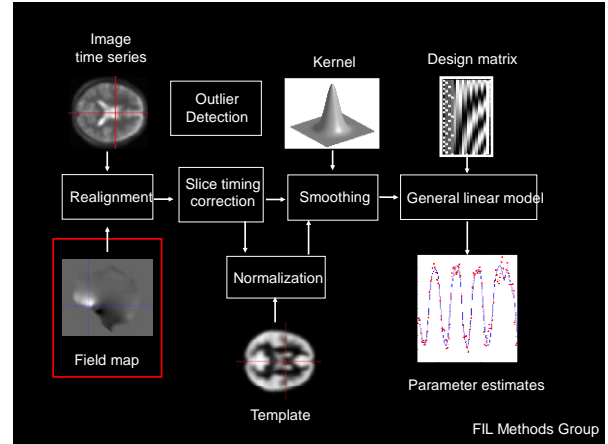 Image
time series
Kernel
Design matrix
Outlier
Detection
Realignment
Slice timing
correction
Smoothing
General linear model
Normalization
Field map
Template
Parameter estimates
FIL Methods Group